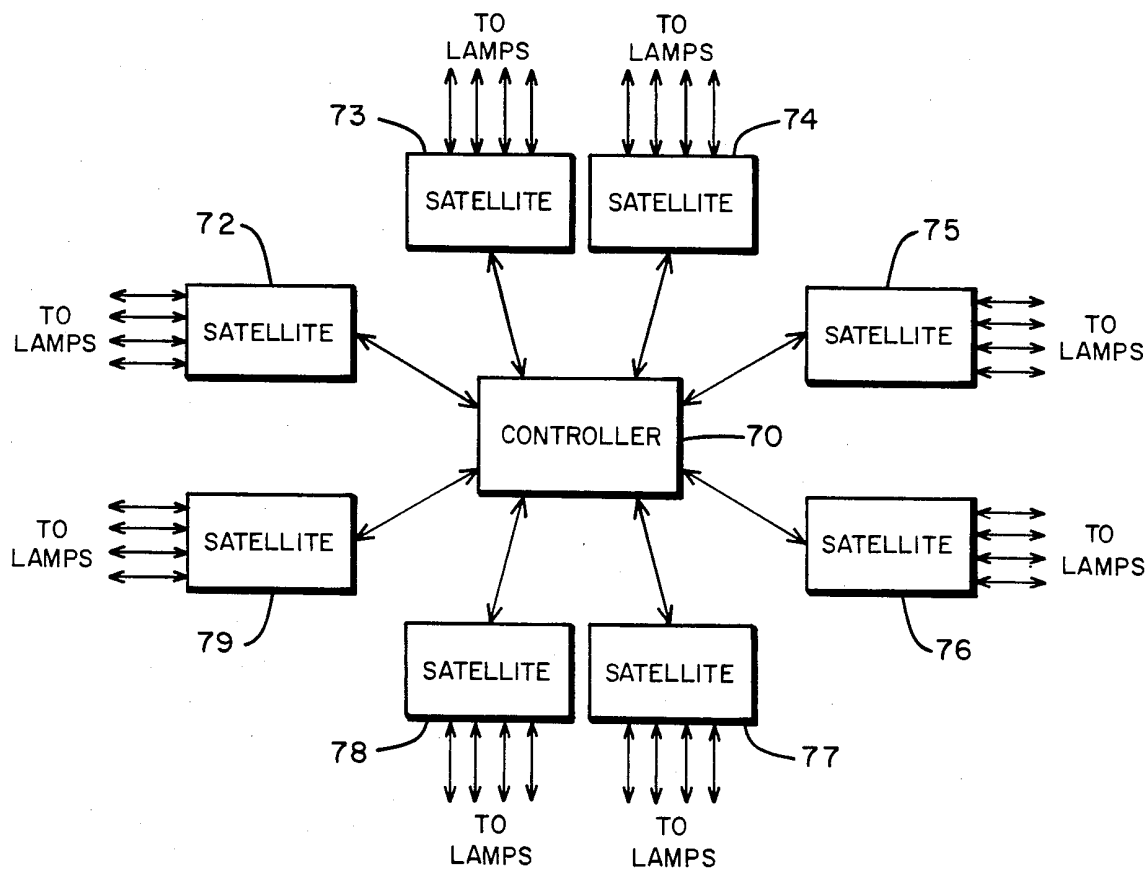 TO
LAMPS
TO
LAMPS
73
74
SATELLITE
SATELLITE
72
75
TO
LAMPS
SATELLITE
SATELLITE
TO
LAMPS
CONTROLLER
70
TO
LAMPS
SATELLITE
SATELLITE
TO
LAMPS
79
76
SATELLITE
SATELLITE
78
77
TO
LAMPS
TO
LAMPS